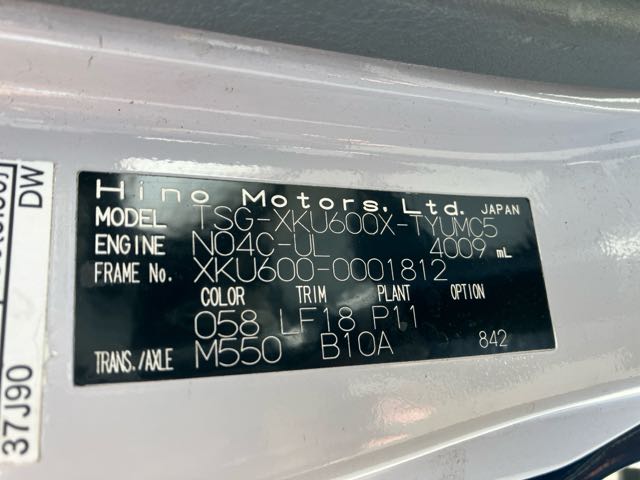 Hino Motors, Ltd. JAPAN
MODEL TSG-XKU600X-TYUMC5
ENGINE N04C-UL 4009 mL
FRAME No. XKU600-0001812
COLOR TRIM PLANT OPTION
058 LF18 P11
TRANS./AXLE M550 B10A 842
37J90
DW